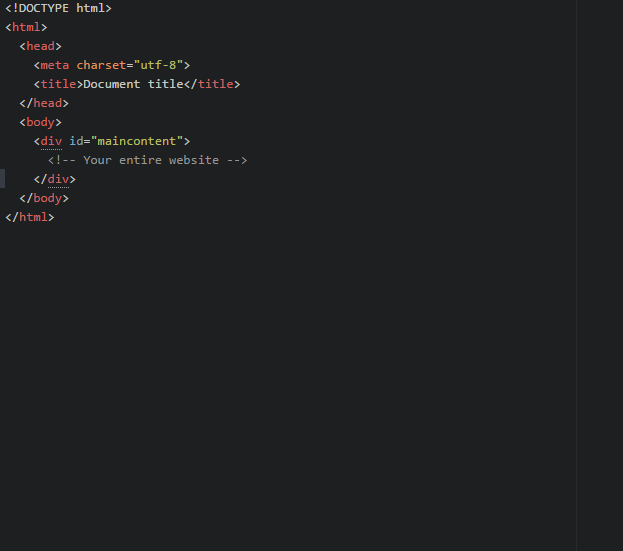 <!DOCTYPE html>
<html>
  <head>
    <meta charset="utf-8">
    <title>Document title</title>
  </head>
  <body>
    <div id="maincontent">
      <!-- Your entire website -->
    </div>
  </body>
</html>